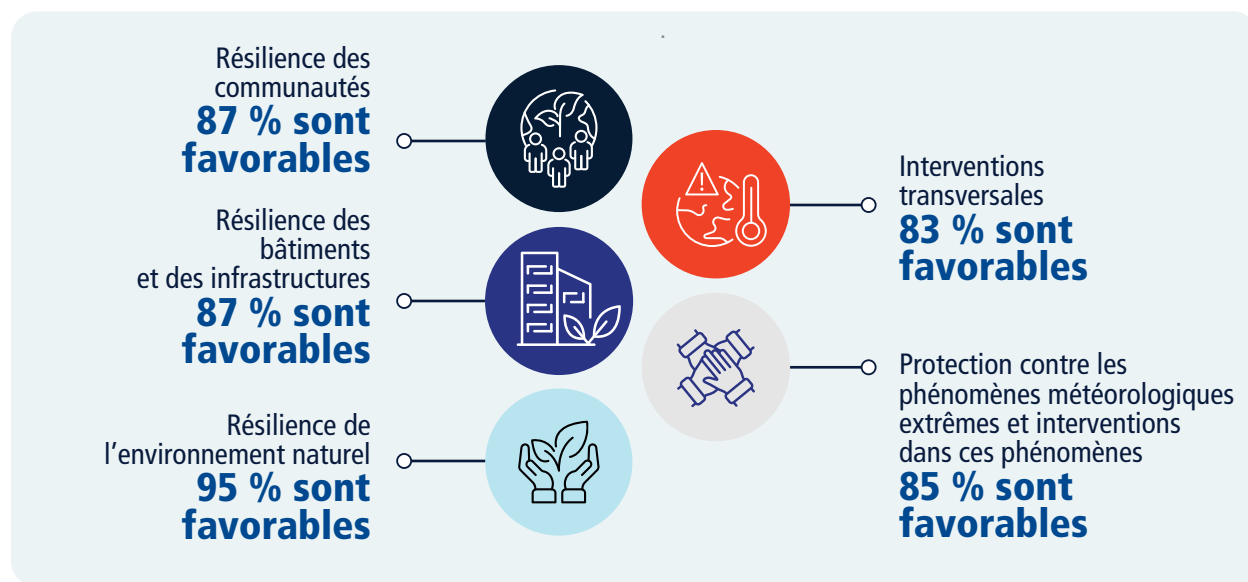 Résilience des
communautés
87 % sont
favorables
Résilience des
bâtiments
et des infrastructures
87 % sont
favorables
Résilience de
l’environnement naturel
95 % sont
favorables
Interventions
transversales
83 % sont
favorables
Protection contre les
phénomènes météorologiques
extrêmes et interventions
dans ces phénomènes
85 % sont
favorables